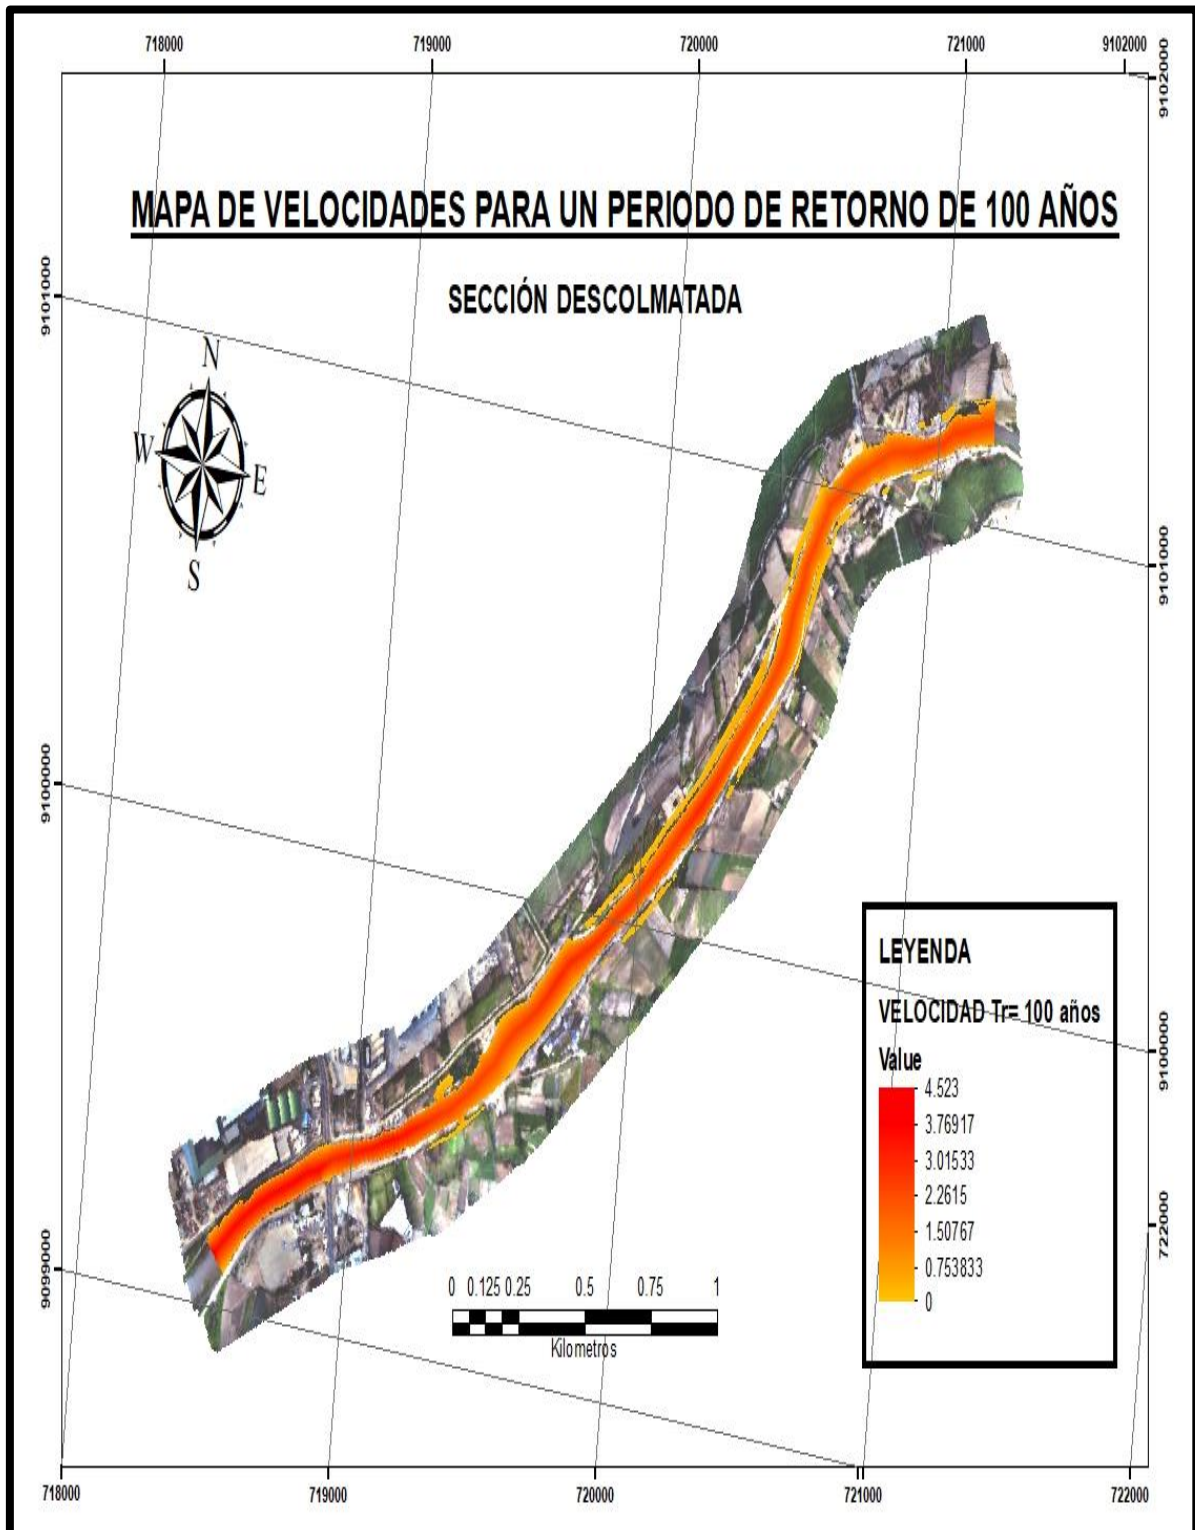 718000 719000 720000 721000 9102000
9102000
MAPA DE VELOCIDADES PARA UN PERIODO DE RETORNO DE 100 AÑOS
SECCIÓN DESCOLMATADA
9101000
N
W E
S
9101000
9100000
LEYENDA
VELOCIDAD Tr= 100 años
Value
4.523
3.76917
3.01533
2.2615
1.50767
0.753833
0
9100000
722000
9099000
0 0.125 0.25 0.5 0.75 1
Kilometros
718000 719000 720000 721000 722000